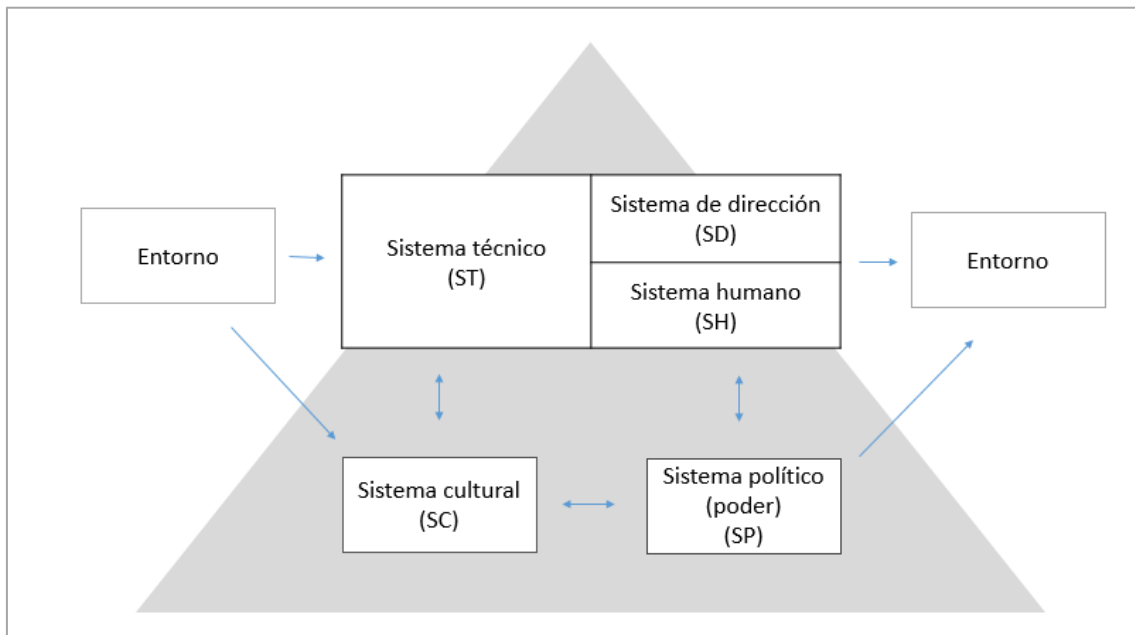 Entorno
Sistema técnico
(ST)
Sistema de dirección
(SD)
Sistema humano
(SH)
Entorno
Sistema cultural
(SC)
Sistema político
(poder)
(SP)